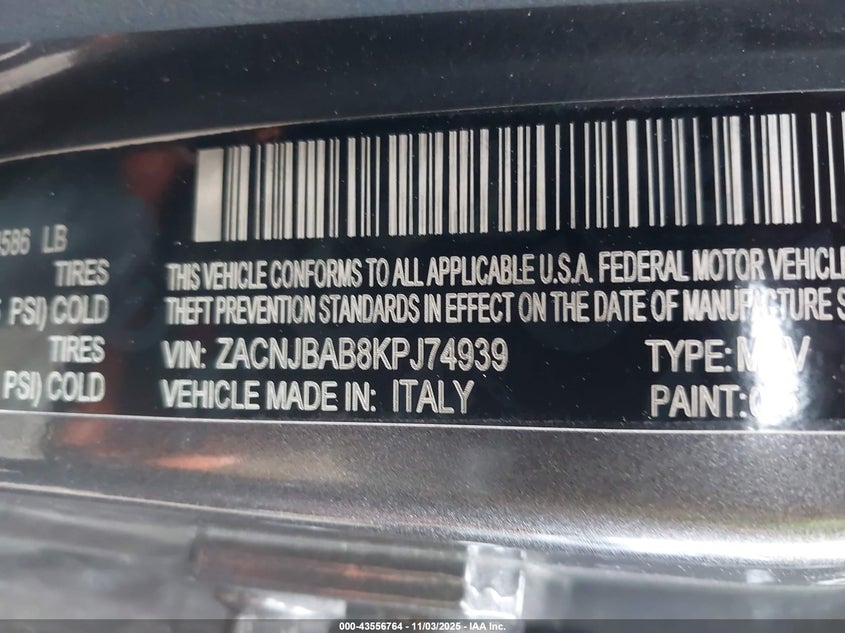 586 LB
TIRES
PSI) COLD
TIRES
PSI) COLD
THIS VEHICLE CONFORMS TO ALL APPLICABLE U.S.A. FEDERAL MOTOR VEHICLE
THEFT PREVENTION STANDARDS IN EFFECT ON THE DATE OF MANUFACTURE S
VIN: ZACNJBAB8KPJ74939 TYPE:
VEHICLE MADE IN: ITALY PAINT:
000-43556764 | 11/03/2025 | IAA Inc.